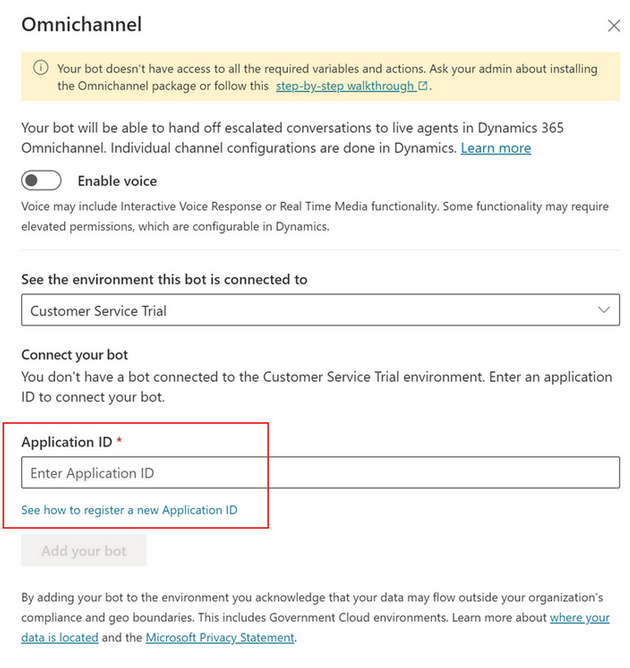 Omnichannel
Your bot doesn't have access to all the required variables and actions. Ask your admin about installing
the Omnichannel package or follow this step-by-step walkthrough.
Your bot will be able to hand off escalated conversations to live agents in Dynamics 365
Omnichannel. Individual channel configurations are done in Dynamics. Learn more
Enable voice
Voice may include Interactive Voice Response or Real Time Media functionality. Some functionality may require
elevated permissions, which are configurable in Dynamics.
See the environment this bot is connected to
Customer Service Trial
Connect your bot
You don't have a bot connected to the Customer Service Trial environment. Enter an application
ID to connect your bot.
Application ID *
Enter Application ID
See how to register a new Application ID
Add your bot
By adding your bot to the environment you acknowledge that your data may flow outside your organization's
compliance and geo boundaries. This includes Government Cloud environments. Learn more about where your
data is located and the Microsoft Privacy Statement.